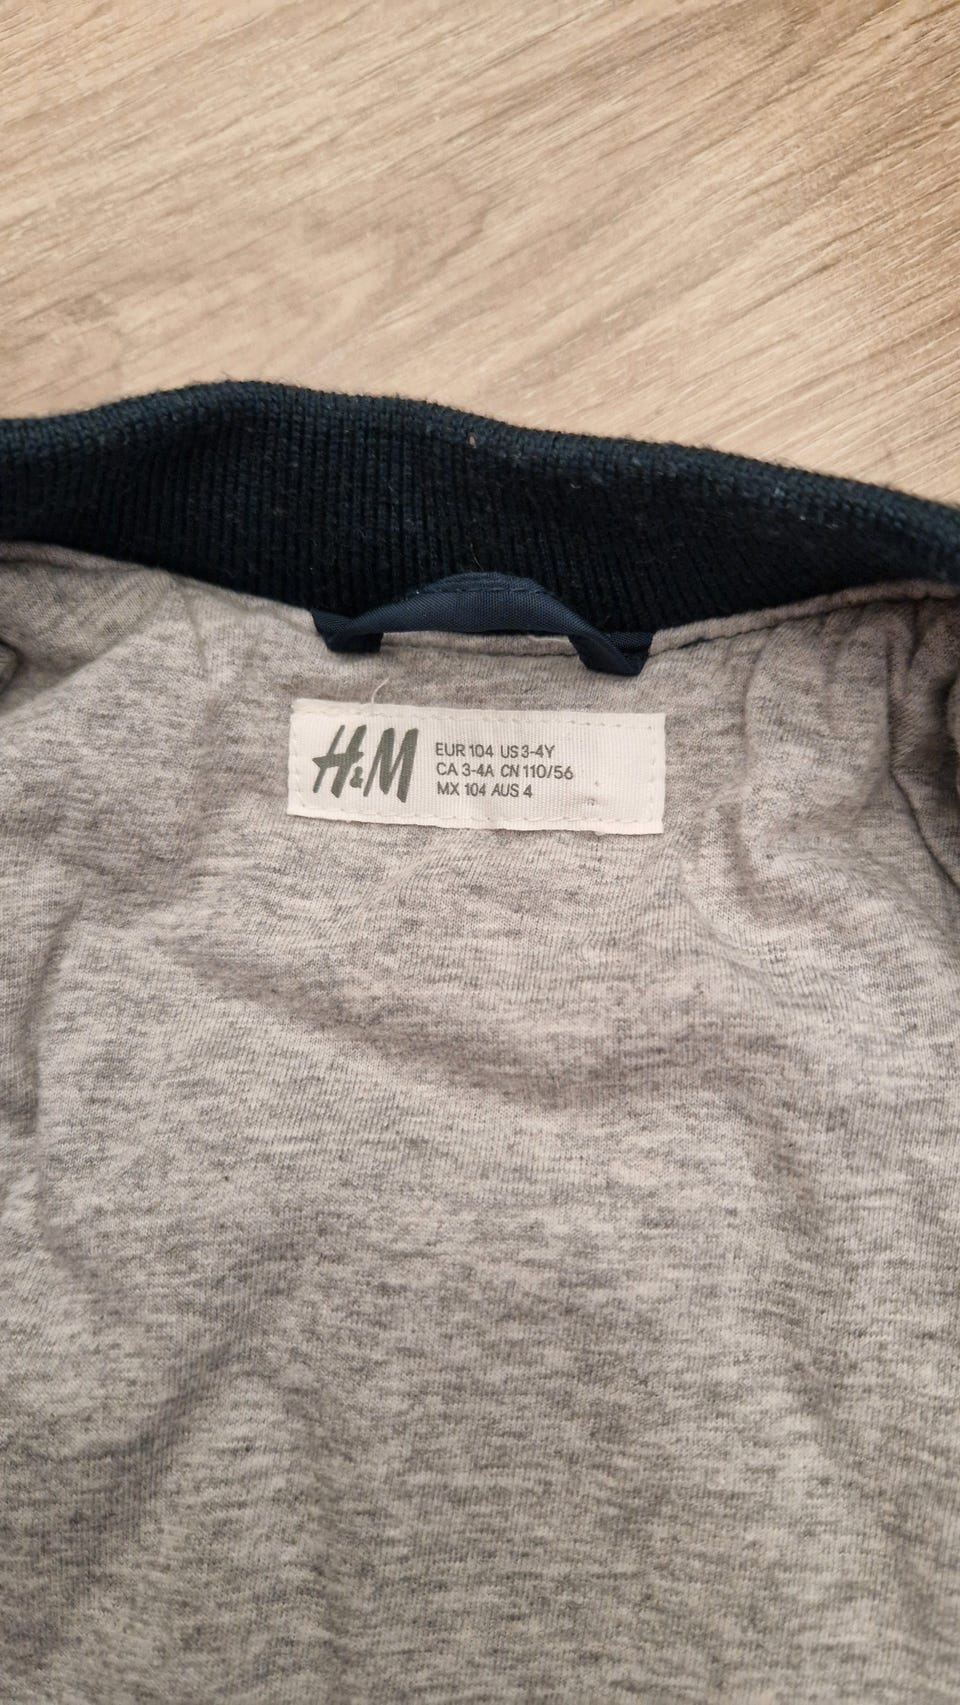 H&M
EUR 104 US 3-4Y
CA 3-4A CN 110/56
MX 104 AUS 4